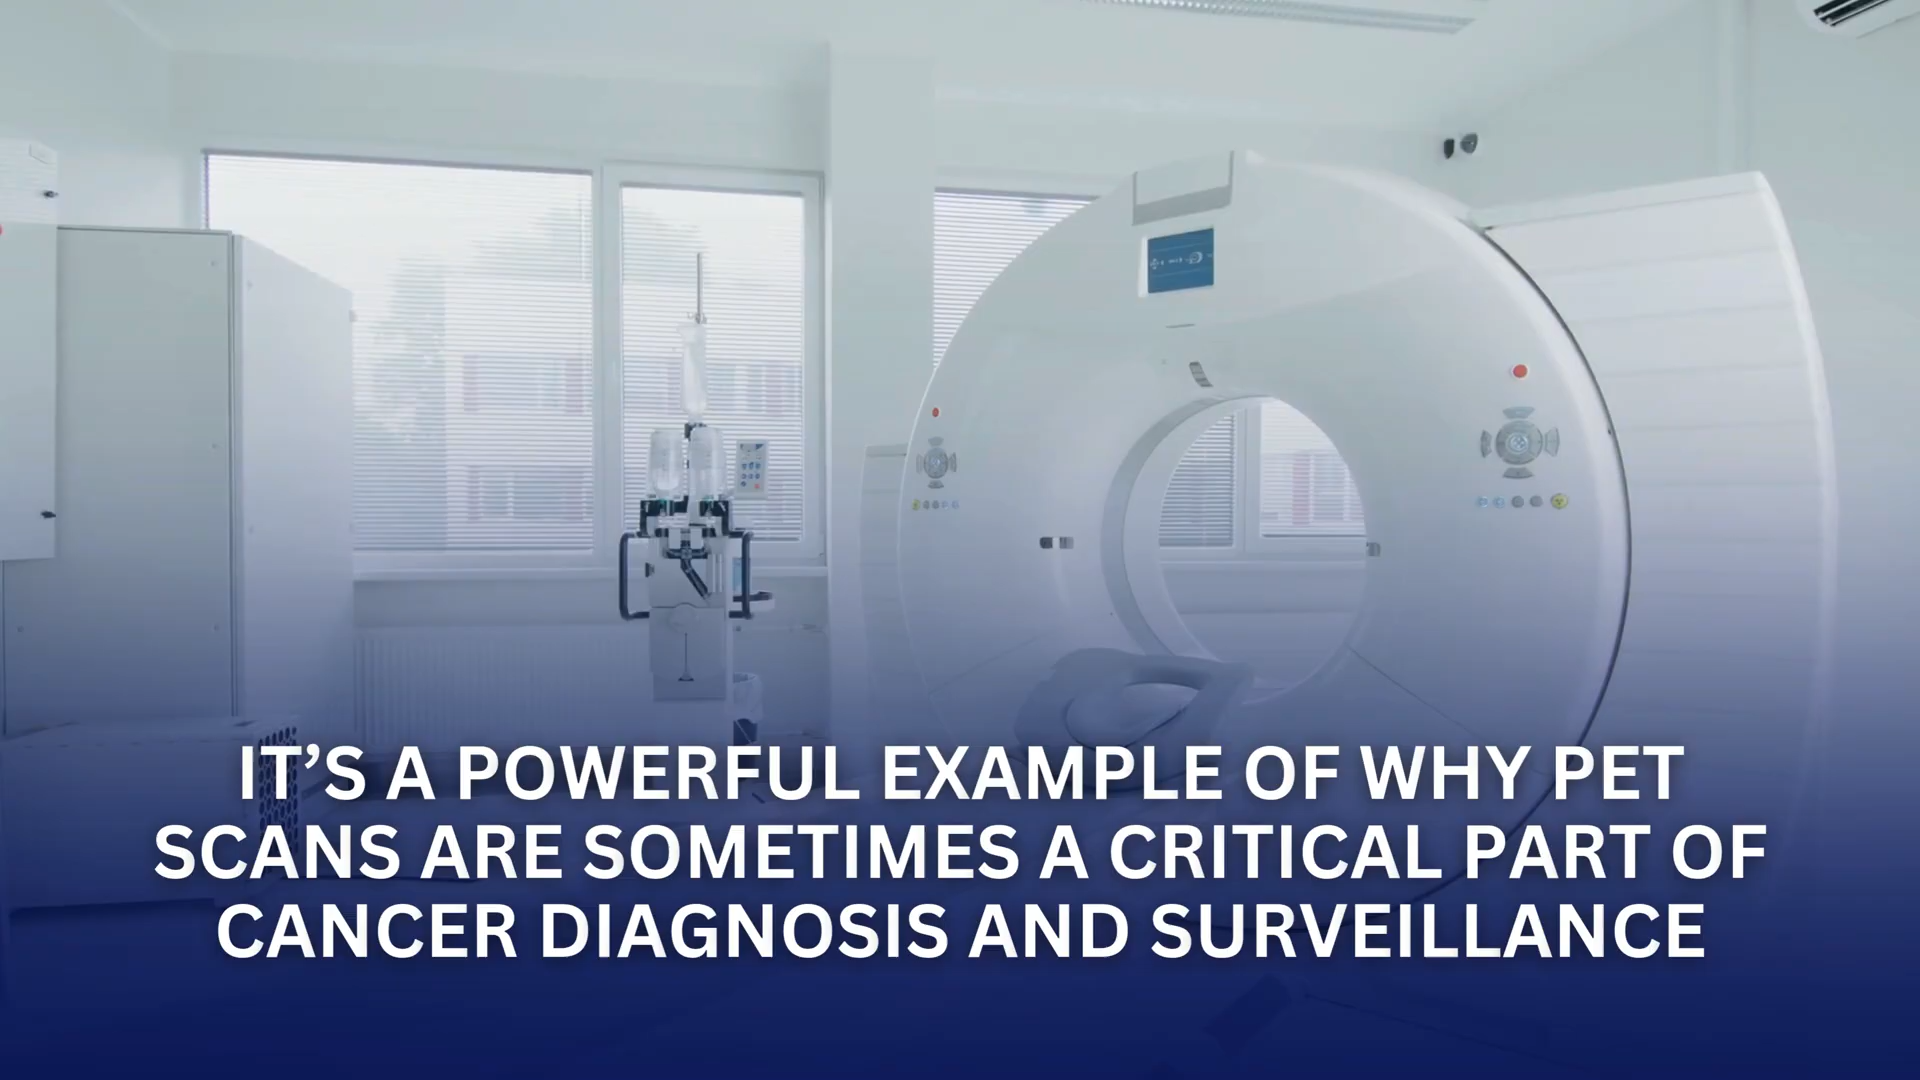 IT’S A POWERFUL EXAMPLE OF WHY PET
SCANS ARE SOMETIMES A CRITICAL PART OF
CANCER DIAGNOSIS AND SURVEILLANCE